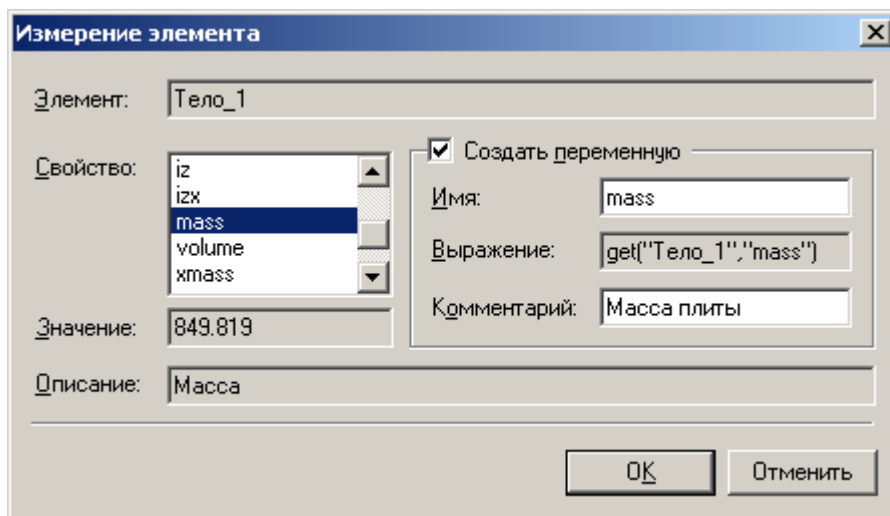 Измерение элемента
Элемент: Тело_1
Свойство:
iz
izx
mass
volume
xmass
Создать переменную
Имя: mass
Выражение: get("Тело_1","mass")
Комментарий: Масса плиты
Значение: 849.819
Описание: Масса
OK Отменить